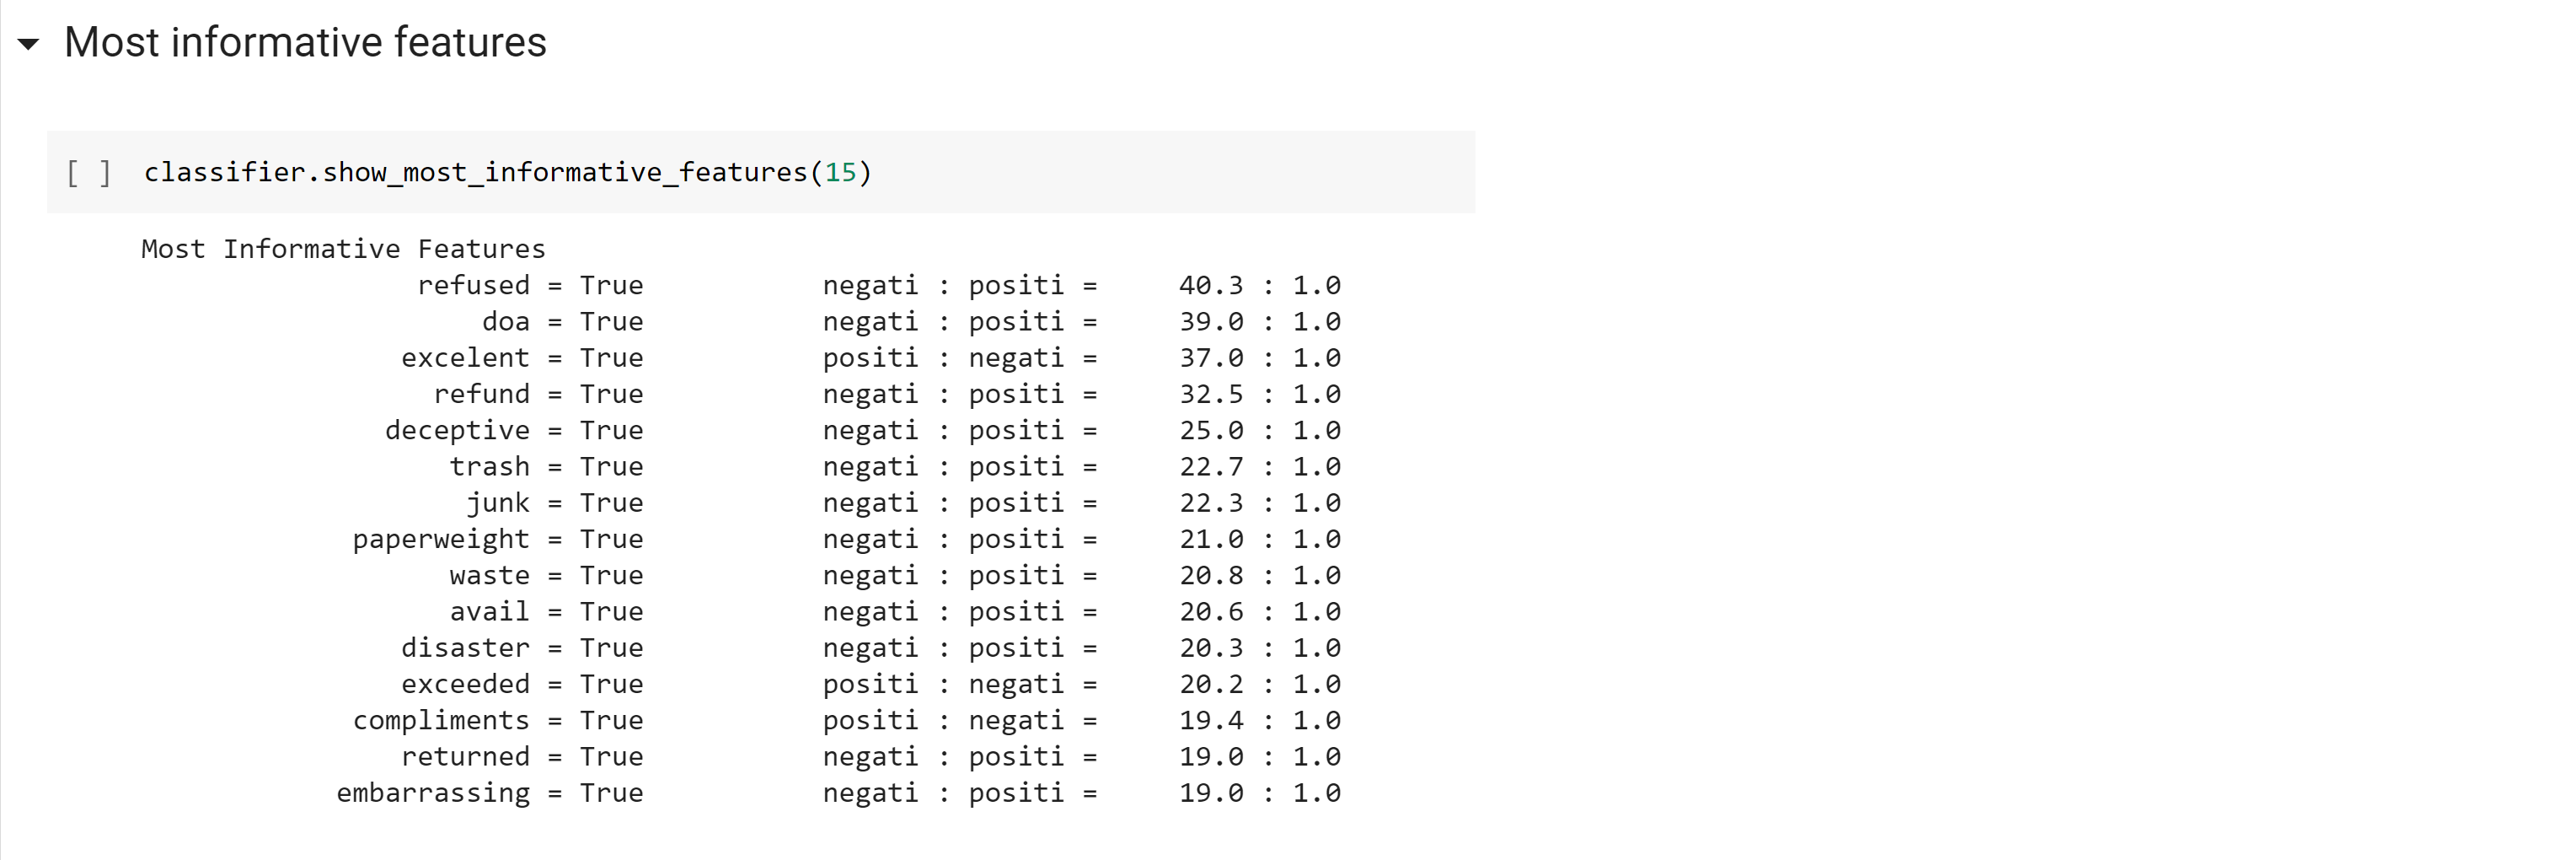 Most informative features
[ ] classifier.show_most_informative_features(15)
Most Informative Features
refused = True negati : positi = 40.3 : 1.0
doa = True negati : positi = 39.0 : 1.0
excelent = True positi : negati = 37.0 : 1.0
refund = True negati : positi = 32.5 : 1.0
deceptive = True negati : positi = 25.0 : 1.0
trash = True negati : positi = 22.7 : 1.0
junk = True negati : positi = 22.3 : 1.0
paperweight = True negati : positi = 21.0 : 1.0
waste = True negati : positi = 20.8 : 1.0
avail = True negati : positi = 20.6 : 1.0
disaster = True negati : positi = 20.3 : 1.0
exceeded = True positi : negati = 20.2 : 1.0
compliments = True positi : negati = 19.4 : 1.0
returned = True negati : positi = 19.0 : 1.0
embarrassing = True negati : positi = 19.0 : 1.0